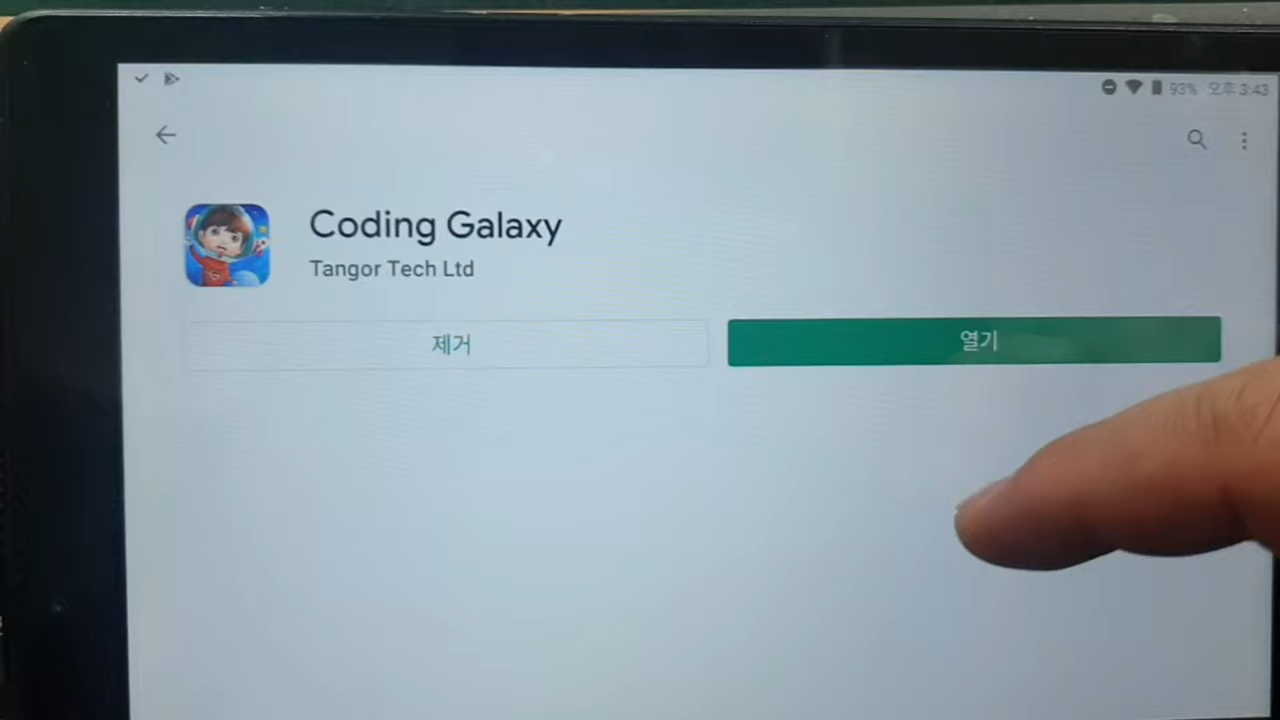 93% 오후 3:43
Coding Galaxy
Tangor Tech Ltd
제거
열기